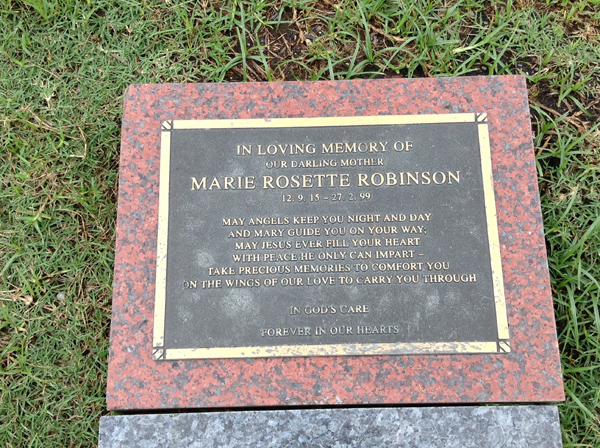 IN LOVING MEMORY OF
OUR DARLING MOTHER
MARIE ROSETTE ROBINSON
12. 9. 15 – 27. 2. 99
MAY ANGELS KEEP YOU NIGHT AND DAY
AND MARY GUIDE YOU ON YOUR WAY,
MAY JESUS EVER FILL YOUR HEART
WITH PEACE HE ONLY CAN IMPART –
TAKE PRECIOUS MEMORIES TO COMFORT YOU
ON THE WINGS OF OUR LOVE TO CARRY YOU THROUGH
IN GOD'S CARE
FOREVER IN OUR HEARTS